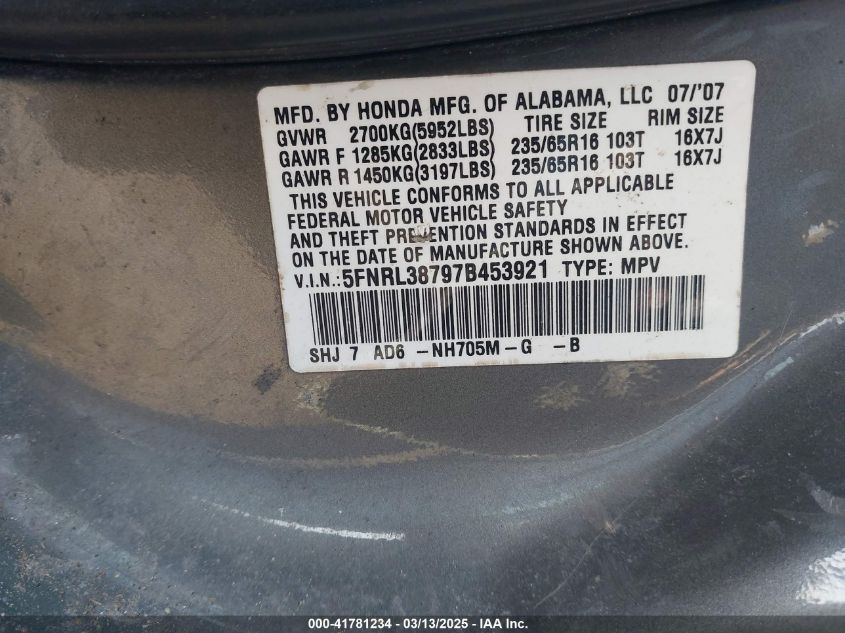 MFD. BY HONDA MFG. OF ALABAMA, LLC 07/'07
GVWR 2700KG(5952LBS) TIRE SIZE RIM SIZE
GAWR F 1285KG(2833LBS) 235/65R16 103T 16X7J
GAWR R 1450KG(3197LBS) 235/65R16 103T 16X7J
THIS VEHICLE CONFORMS TO ALL APPLICABLE
FEDERAL MOTOR VEHICLE SAFETY
AND THEFT PREVENTION STANDARDS IN EFFECT
ON THE DATE OF MANUFACTURE SHOWN ABOVE.
V.I.N.:5FNRL38797B453921 TYPE: MPV
SHJ 7 AD6 -NH705M-G -B
000-41781234 — 03/13/2025 - IAA Inc.